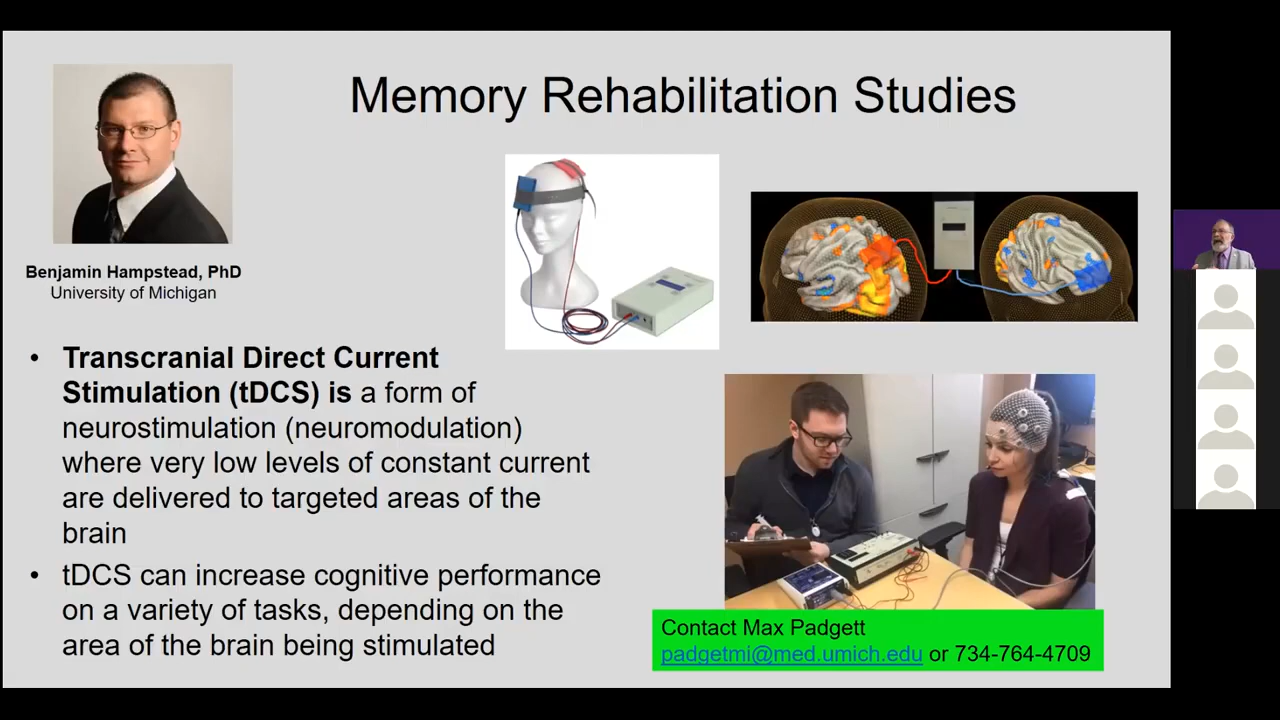 Memory Rehabilitation Studies
Benjamin Hampstead, PhD
University of Michigan
• Transcranial Direct Current
Stimulation (tDCS) is a form of
neurostimulation (neuromodulation)
where very low levels of constant current
are delivered to targeted areas of the
brain
• tDCS can increase cognitive performance
on a variety of tasks, depending on the
area of the brain being stimulated
Contact Max Padgett
padgetmi@med.umich.edu or 734-764-4709